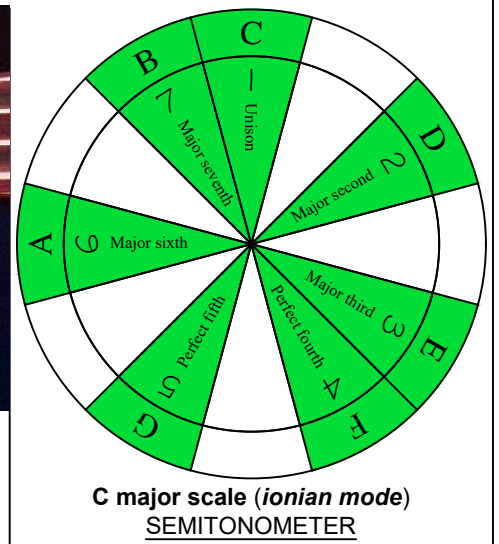 C
1 Unison
D
2 Major second
E
3 Major third
F
4 Perfect fourth
G
5 Perfect fifth
A
6 Major sixth
B
7 Major seventh
C major scale (ionian mode)
SEMITONOMETER